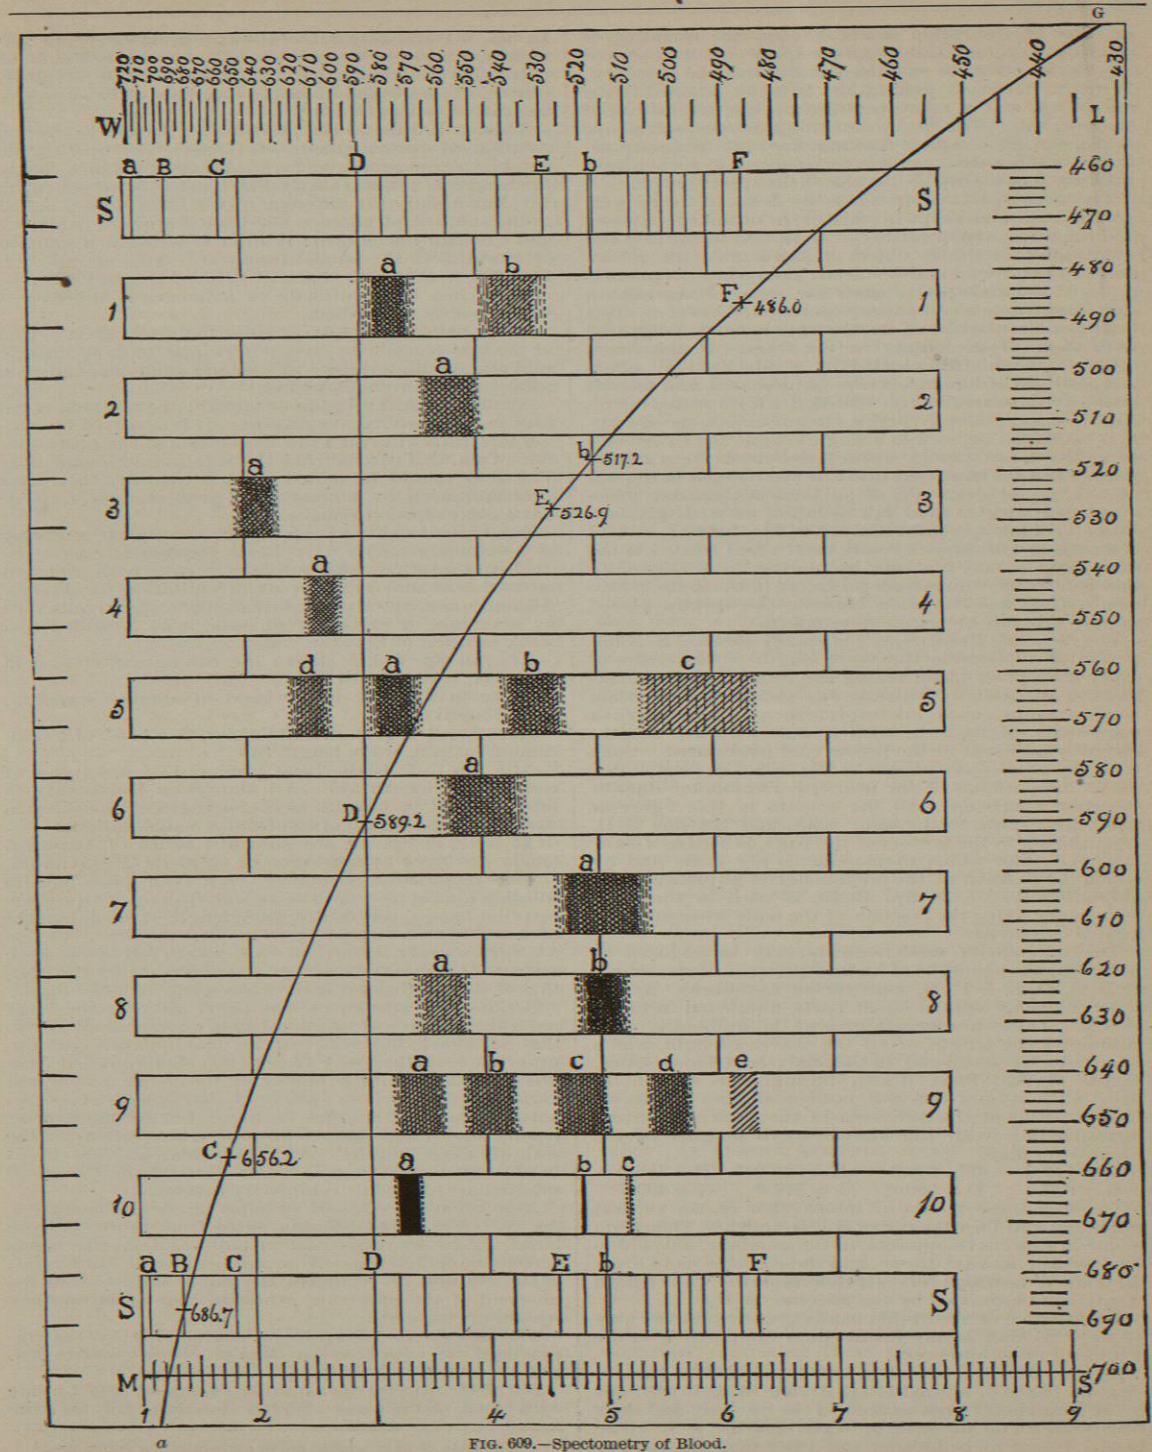 G
720 710 700 690 680 670 660 650 640 630 620 610 600 590 580 570 560 550 540 530 520 510 500 490 480 470 460 450 440 430
W L
a B C D E b F
460
S S
470
a b
480
F 486.0
1 1
490
a
500
2 2
510
b 517.2
520
a
E 526.9
3 3
530
a
540
4 4
550
d a b c
560
5 5
570
a
580
D 589.2
6 6
590
a
600
7 7
610
a b
620
8 8
630
a b c d e
640
9 9
650
C 656.2
a b c
660
10 10
670
a B C D E b F
680
S 686.7 S
690
M S 700
1 2 4 5 6 7 8 9
a
FIG. 609.—Spectometry of Blood.